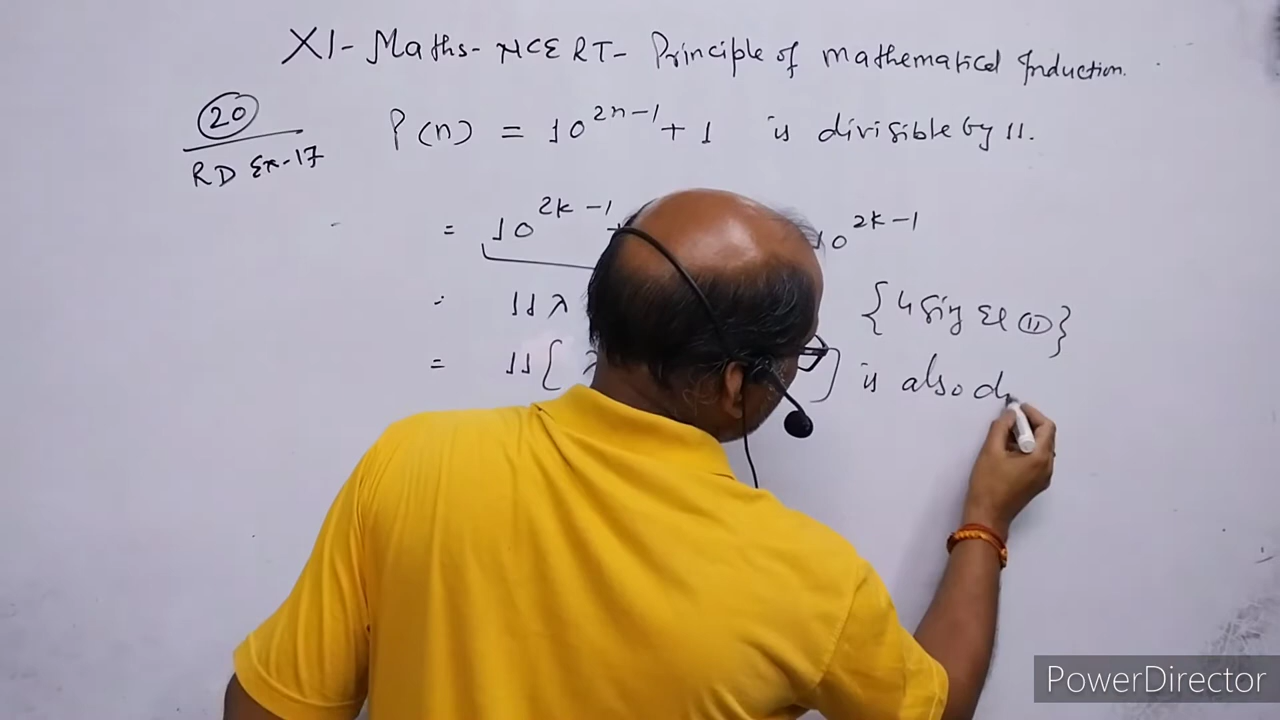 XI - Maths - NCERT - Principle of mathematical Induction.
20
RD Ex-17
P(n) = 10^{2n-1} + 1 is divisible by 11.
= 10^{2k-1} + 10^{2k-1}
= 11λ {using eq (ii)}
= 11{ λ } is also d
PowerDirector